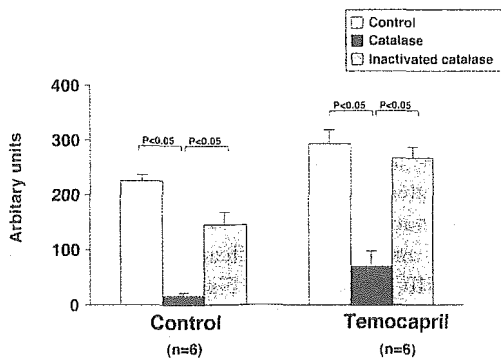 Control
Catalase
Inactivated catalase
400
300
200
100
0
Arbitary units
P<0.05 P<0.05
P<0.05 P<0.05
Control Temocapril
(n=6) (n=6)